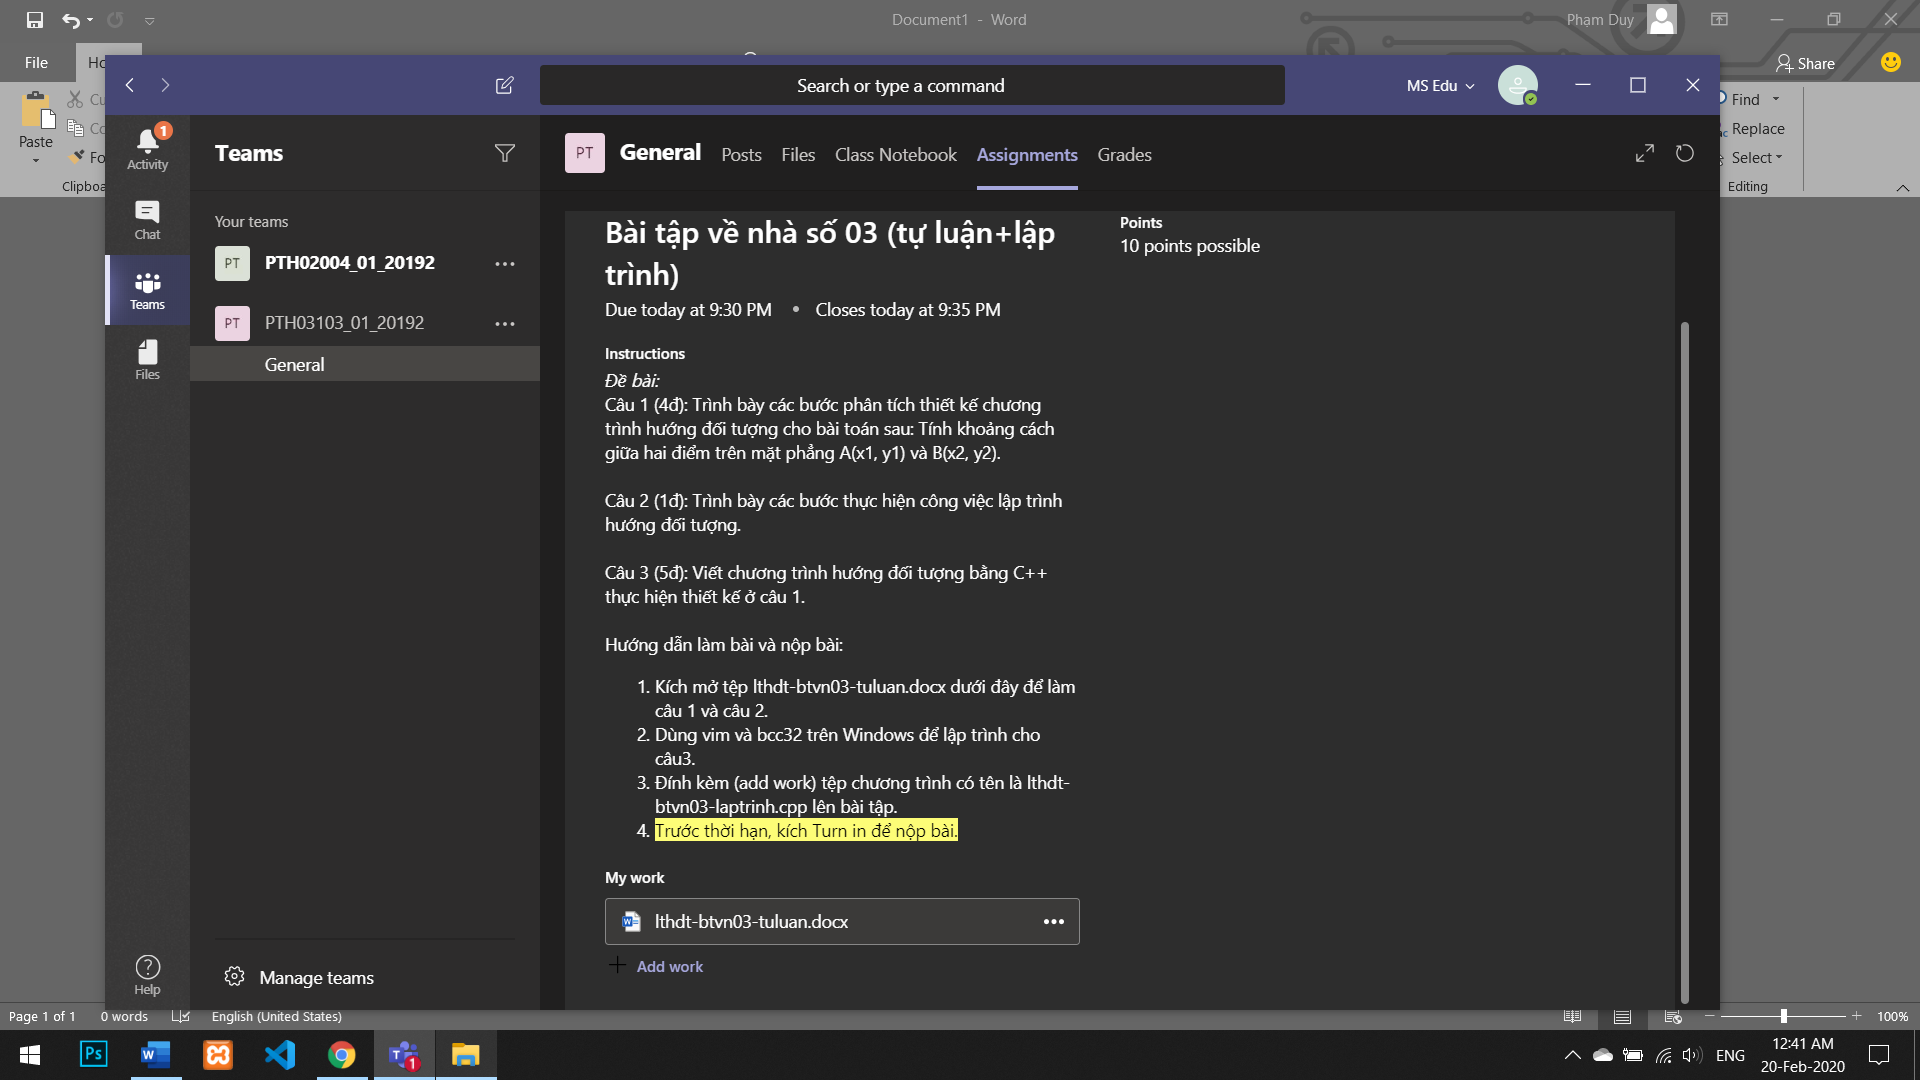 Document1 - Word
Pham Duy
File
Share
Paste
Clipboa
Find
Replace
Select
Editing
Search or type a command
MS Edu
1
Activity
Chat
Teams
Files
Help
Teams
Your teams
PT PTH02004_01_20192
PT PTH03103_01_20192
General
Manage teams
PT General Posts Files Class Notebook Assignments Grades
Bài tập về nhà số 03 (tự luận+lập
trình)
Due today at 9:30 PM • Closes today at 9:35 PM
Points
10 points possible
Instructions
Đề bài:
Câu 1 (4đ): Trình bày các bước phân tích thiết kế chương
trình hướng đối tượng cho bài toán sau: Tính khoảng cách
giữa hai điểm trên mặt phẳng A(x1, y1) và B(x2, y2).
Câu 2 (1đ): Trình bày các bước thực hiện công việc lập trình
hướng đối tượng.
Câu 3 (5đ): Viết chương trình hướng đối tượng bằng C++
thực hiện thiết kế ở câu 1.
Hướng dẫn làm bài và nộp bài:
1. Kích mở tệp lthdt-btvn03-tuluan.docx dưới đây để làm
câu 1 và câu 2.
2. Dùng vim và bcc32 trên Windows để lập trình cho
câu3.
3. Đính kèm (add work) tệp chương trình có tên là lthdt-
btvn03-laptrinh.cpp lên bài tập.
4. Trước thời hạn, kích Turn in để nộp bài.
My work
lthdt-btvn03-tuluan.docx
Add work
Page 1 of 1 0 words English (United States)
100%
Ps
1
ENG
12:41 AM
20-Feb-2020